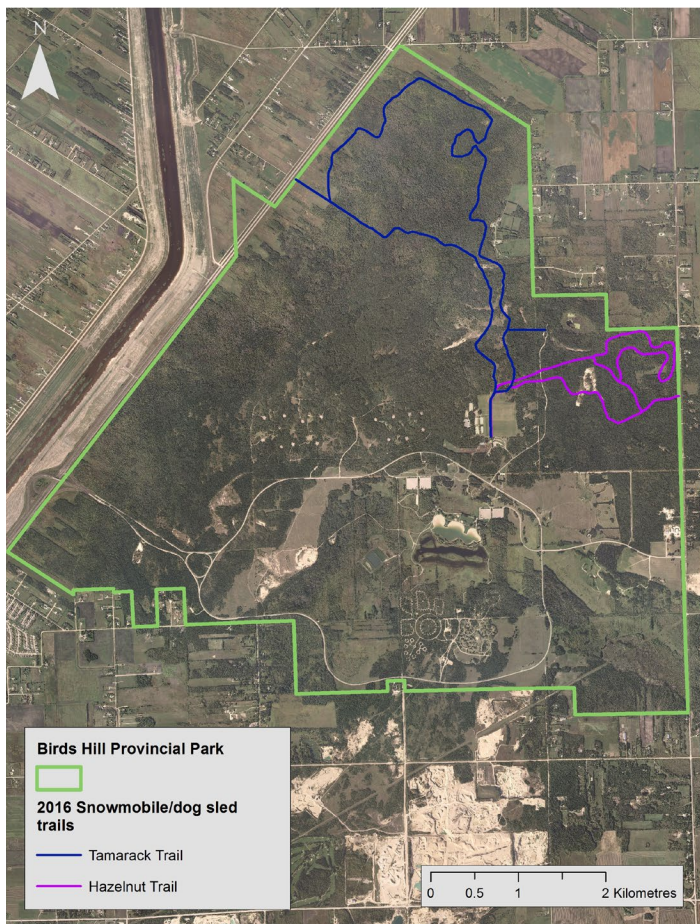 N
Birds Hill Provincial Park
2016 Snowmobile/dog sled
trails
Tamarack Trail
Hazelnut Trail
0 0.5 1 2 Kilometres